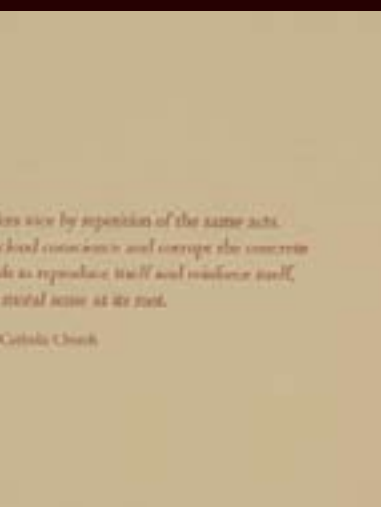 vice by repetition of the same acts.
cloud conscience and corrupt the concrete
to reproduce itself and reinforce itself,
moral sense at its root.
Catholic Church